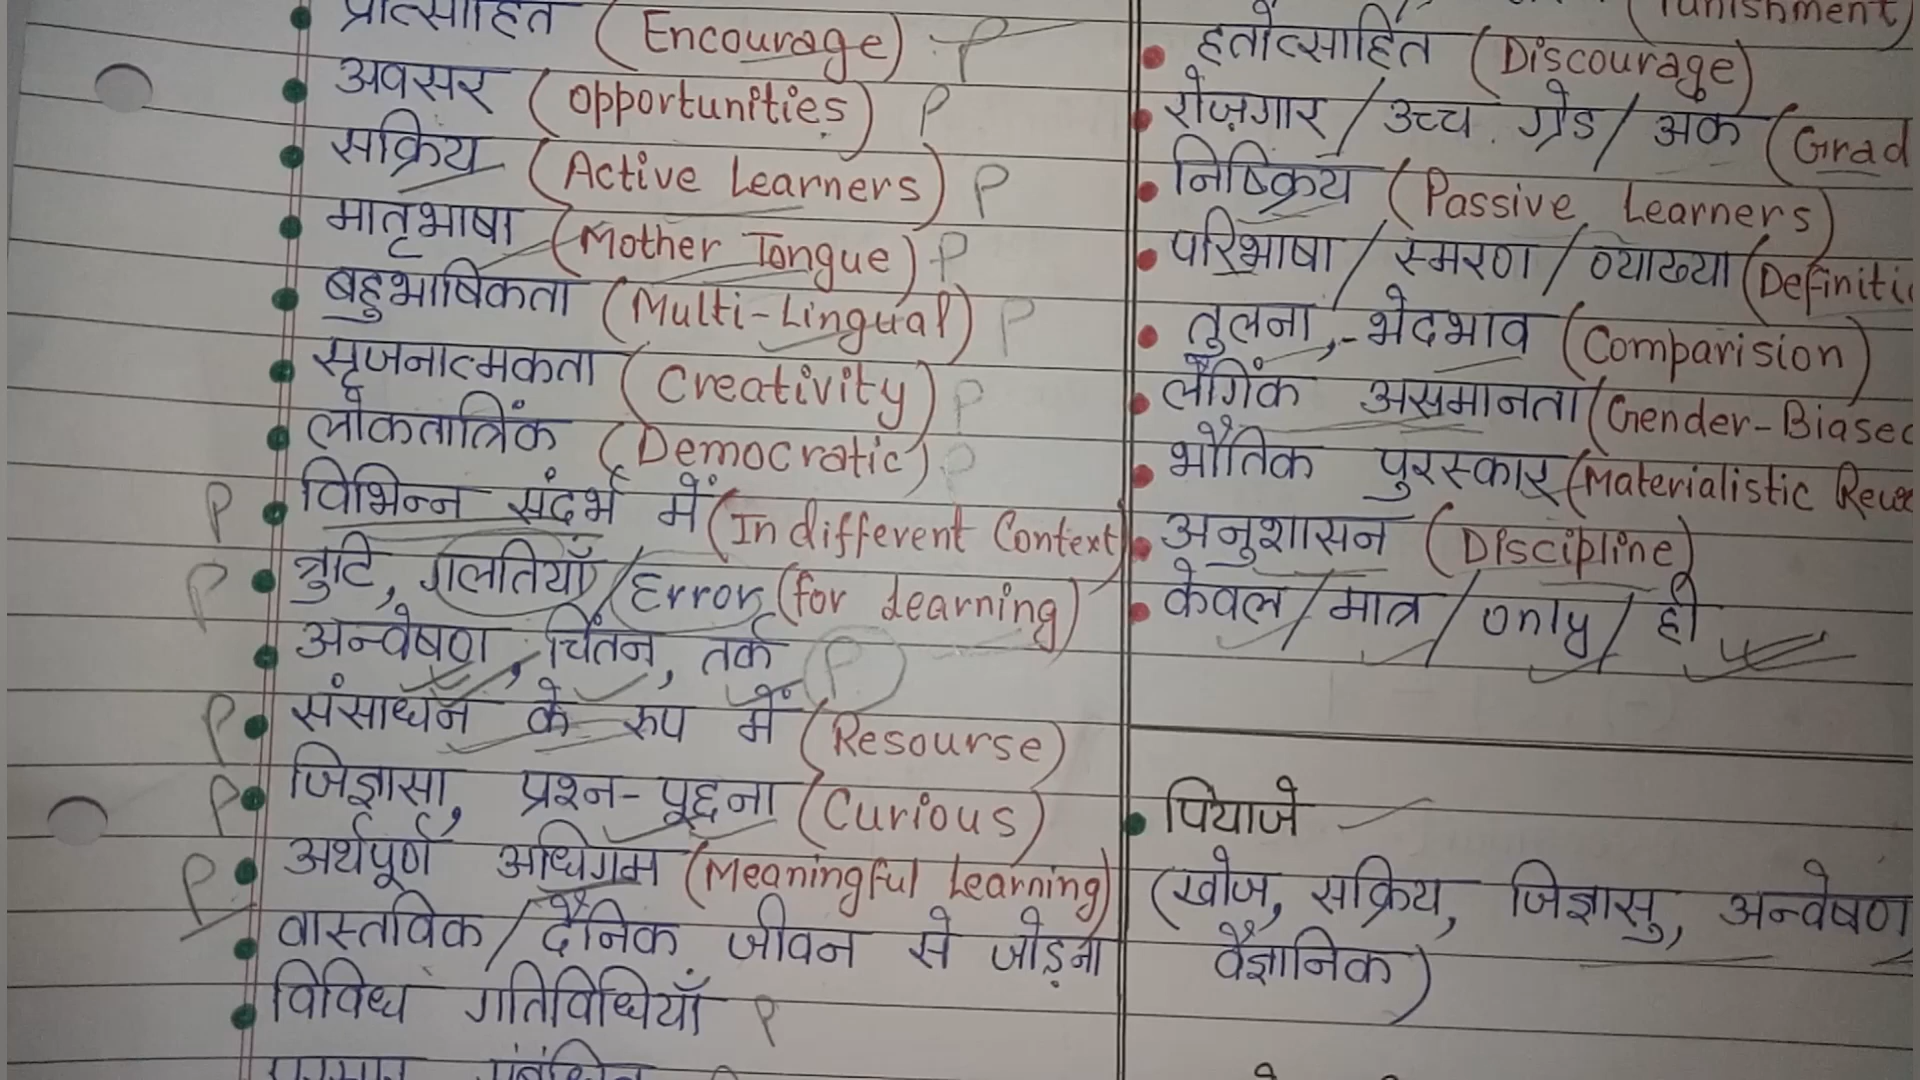 प्रोत्साहित (Encourage) P
अवसर (Opportunities) P
सक्रिय (Active Learners) P
मातृभाषा (Mother Tongue) P
बहुभाषिकता (Multi-Lingual) P
सृजनात्मकता (Creativity) P
लोकतांत्रिक (Democratic) P
P विभिन्न संदर्भ में (In different Context)
P त्रुटि, गलतियाँ/Error (for Learning)
अन्वेषण, चिंतन, तर्क P
P संसाधन के रूप में (Resourse)
P जिज्ञासा, प्रश्न-पूछना (Curious)
P अर्थपूर्ण अधिगम (Meaningful Learning)
वास्तविक/दैनिक जीवन से जोड़ना
विविध गतिविधियाँ P
हतोत्साहित (Discourage)
रोज़गार/उच्च ग्रेड/अंक (Grad
निष्क्रिय (Passive Learners)
परिभाषा/स्मरण/व्याख्या (Definiti
तुलना,-भेदभाव (Comparision)
लैंगिक असमानता (Gender-Biased
भौतिक पुरस्कार (Materialistic Rewa
अनुशासन (Discipline)
केवल/मात्र/only/ही
पियाजे
(खोज, सक्रिय, जिज्ञासु, अन्वेषण,
वैज्ञानिक)